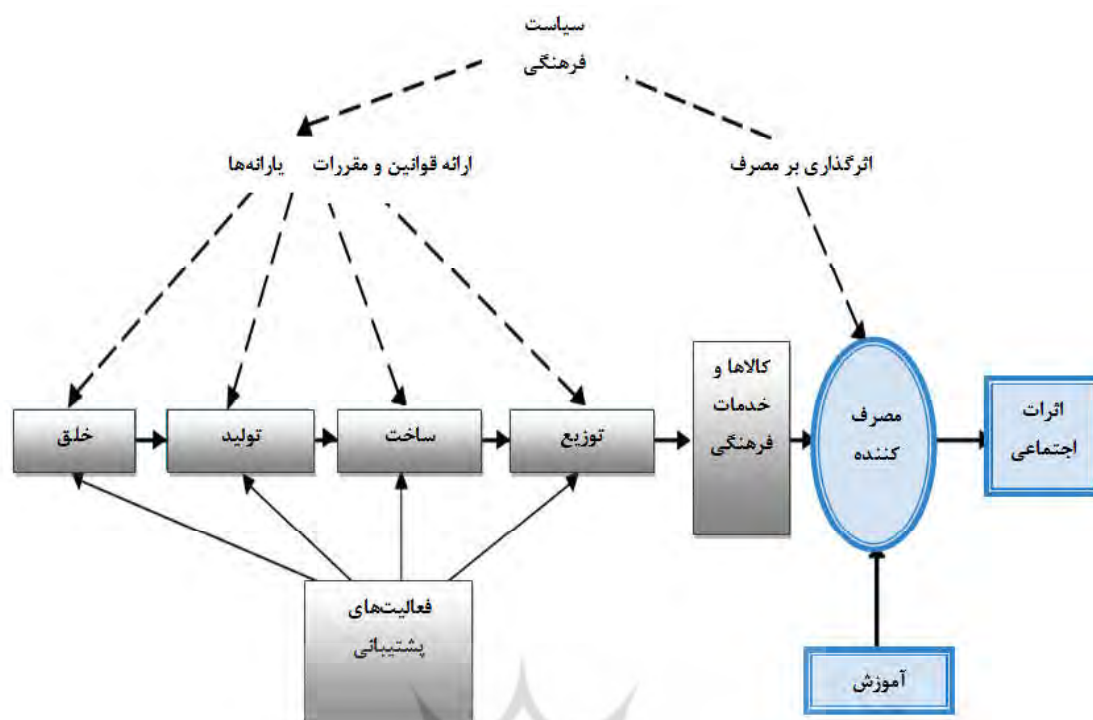 سیاست
فرهنگی
اثرگذاری بر مصرف
ارائه قوانین و مقررات
یارانه‌ها
خلق
تولید
ساخت
توزیع
کالاها و
خدمات
فرهنگی
مصرف
کننده
اثرات
اجتماعی
فعالیت‌های
پشتیبانی
آموزش